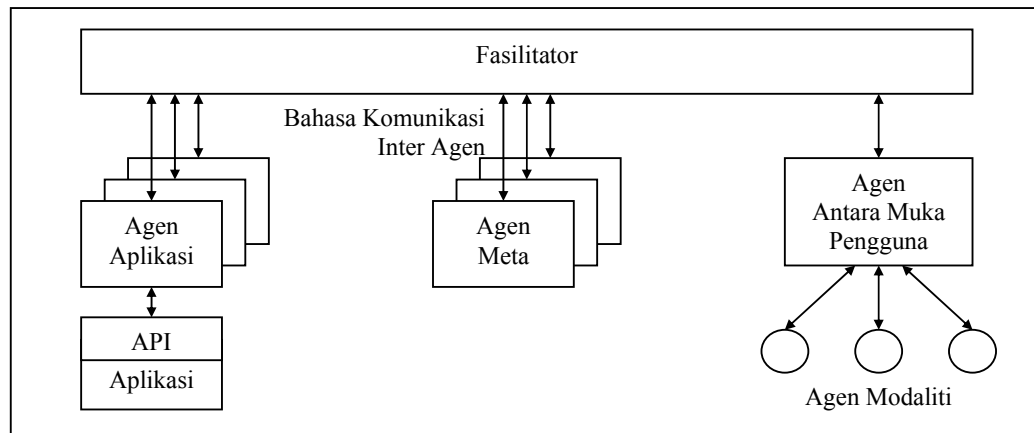 Fasilitator
Bahasa Komunikasi
Inter Agen
Agen
Aplikasi
Agen
Meta
Agen
Antara Muka
Pengguna
API
Aplikasi
Agen Modaliti